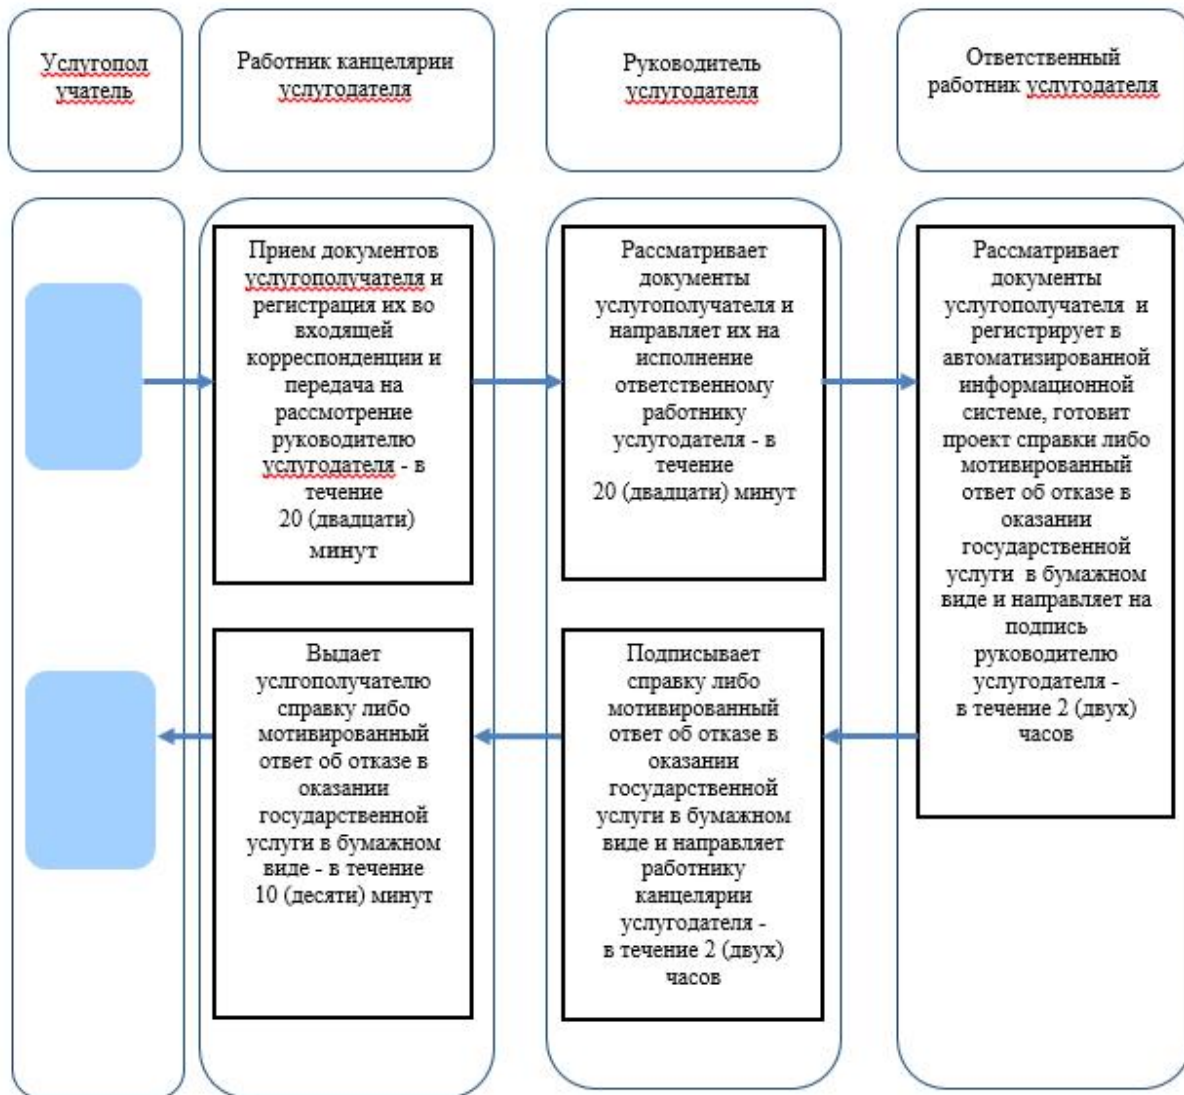 Услугопол
учатель
Работник канцелярии
услугодателя
Руководитель
услугодателя
Ответственный
работник услугодателя
Прием документов
услугополучателя и
регистрация их во
входящей
корреспонденции и
передача на
рассмотрение
руководителю
услугодателя - в
течение
20 (двадцати)
минут
Рассматривает
документы
услугополучателя и
направляет их на
исполнение
ответственному
работнику
услугодателя - в
течение
20 (двадцати) минут
Рассматривает
документы
услугополучателя и
регистрирует в
автоматизированной
информационной
системе, готовит
проект справки либо
мотивированный
ответ об отказе в
оказании
государственной
услуги в бумажном
виде и направляет на
подпись
руководителю
услугодателя -
в течение 2 (двух)
часов
Выдает
услгополучателю
справку либо
мотивированный
ответ об отказе в
оказании
государственной
услуги в бумажном
виде - в течение
10 (десяти) минут
Подписывает
справку либо
мотивированный
ответ об отказе в
оказании
государственной
услуги в бумажном
виде и направляет
работнику
канцелярии
услугодателя -
в течение 2 (двух)
часов